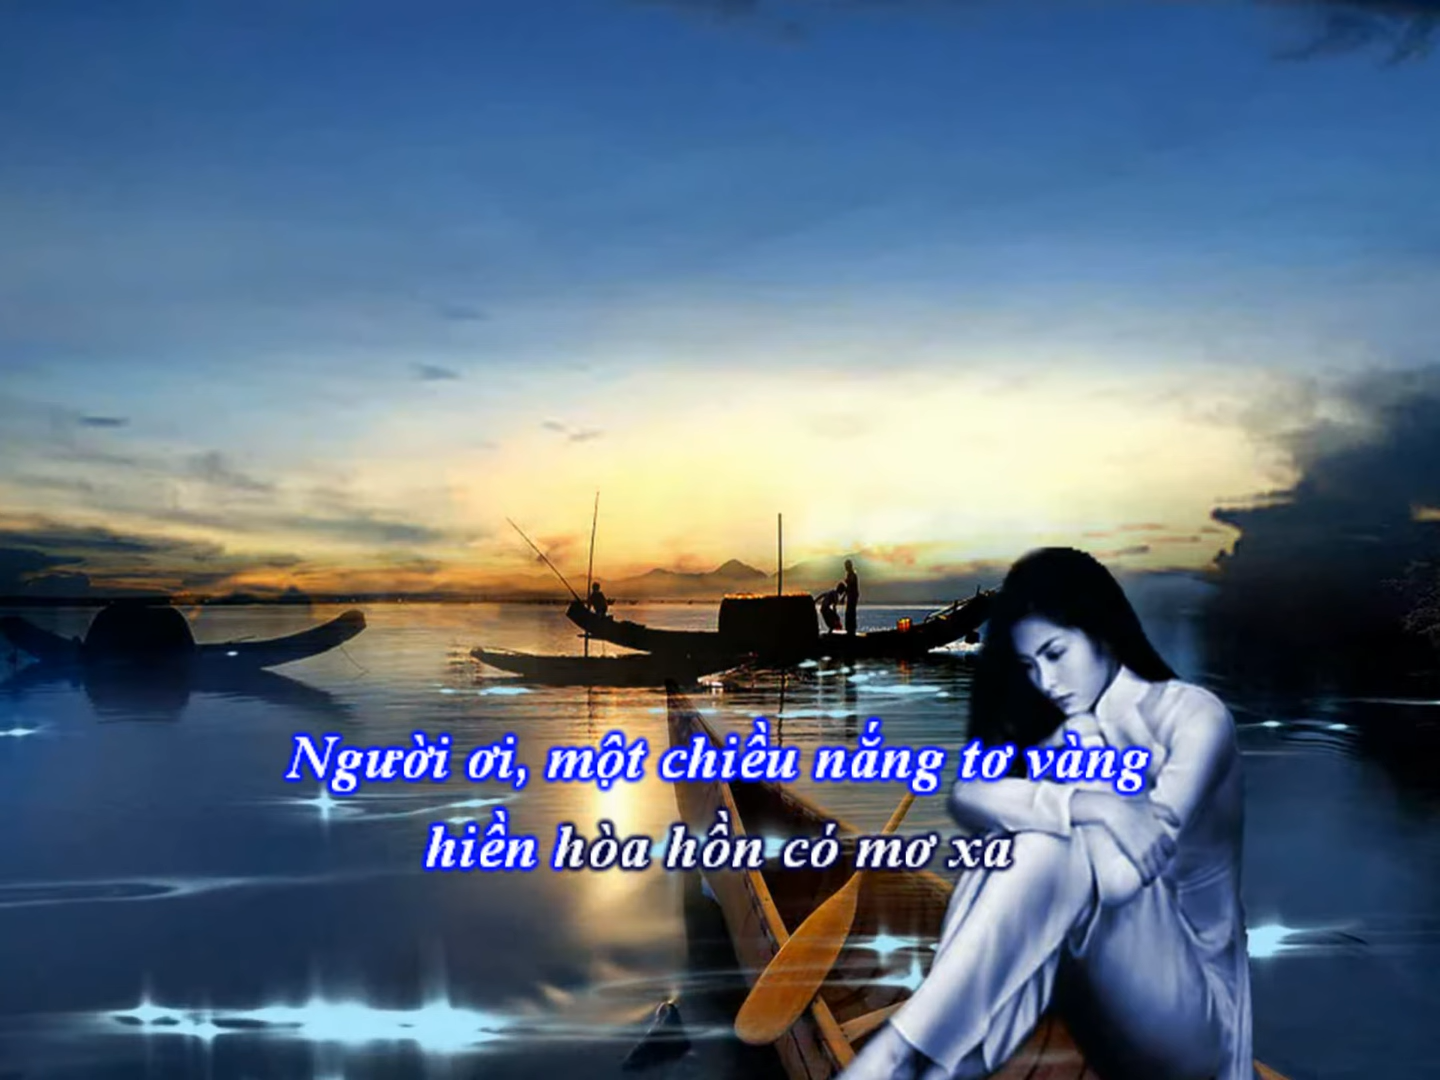 Người ơi, một chiều nắng tơ vàng
hiền hòa hồn có mơ xa